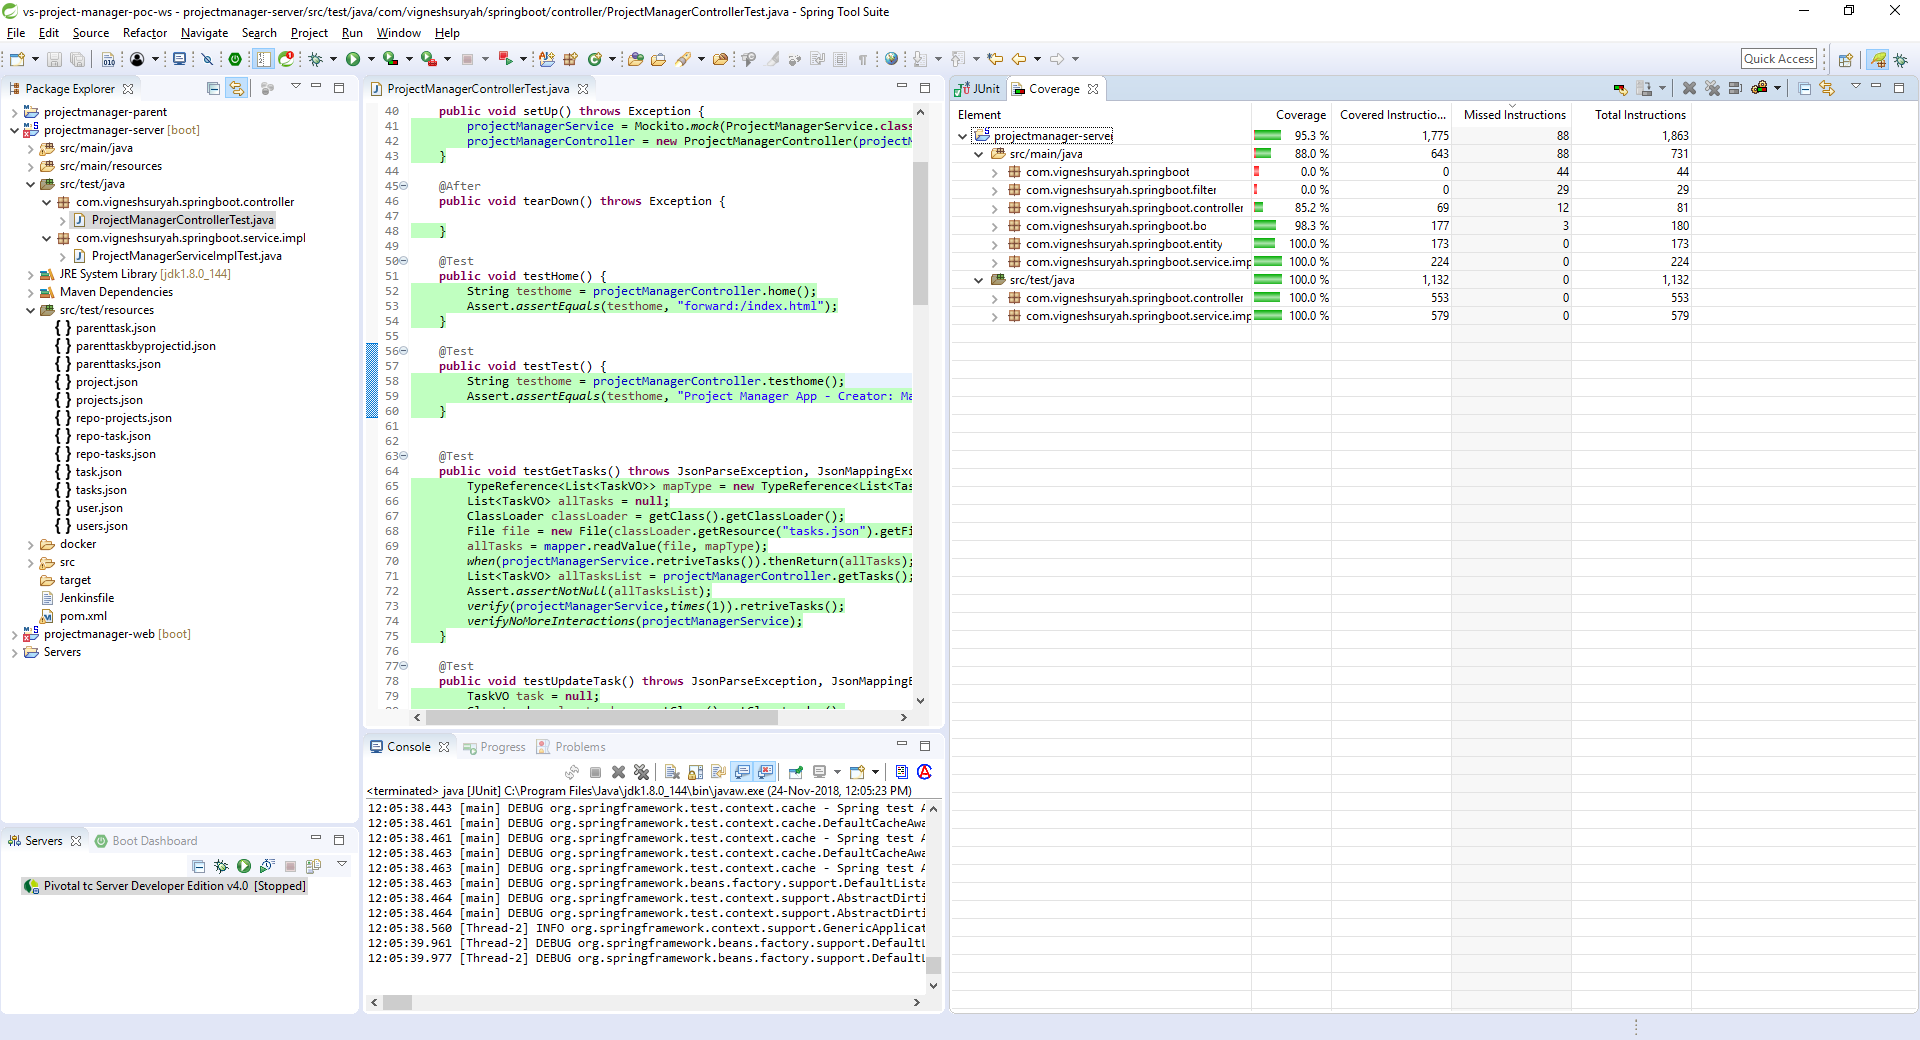 vs-project-manager-poc-ws - projectmanager-server/src/test/java/com/vigneshsuryah/springboot/controller/ProjectManagerControllerTest.java - Spring Tool Suite
File Edit Source Refactor Navigate Search Project Run Window Help
Quick Access
Package Explorer
projectmanager-parent
projectmanager-server [boot]
src/main/java
src/main/resources
src/test/java
com.vigneshsuryah.springboot.controller
ProjectManagerControllerTest.java
com.vigneshsuryah.springboot.service.impl
ProjectManagerServiceImplTest.java
JRE System Library [jdk1.8.0_144]
Maven Dependencies
src/test/resources
parenttask.json
parenttaskbyprojectid.json
parenttasks.json
project.json
projects.json
repo-projects.json
repo-task.json
repo-tasks.json
task.json
tasks.json
user.json
users.json
docker
src
target
Jenkinsfile
pom.xml
projectmanager-web [boot]
Servers
Servers Boot Dashboard
Pivotal tc Server Developer Edition v4.0 [Stopped]
ProjectManagerControllerTest.java
40 public void setUp() throws Exception {
41 projectManagerService = Mockito.mock(ProjectManagerService.class
42 projectManagerController = new ProjectManagerController(project
43 }
44
45 @After
46 public void tearDown() throws Exception {
47
48 }
49
50 @Test
51 public void testHome() {
52 String testhome = projectManagerController.home();
53 Assert.assertEquals(testhome, "forward:/index.html");
54 }
55
56 @Test
57 public void testTest() {
58 String testhome = projectManagerController.testhome();
59 Assert.assertEquals(testhome, "Project Manager App - Creator: Ma
60 }
61
62
63 @Test
64 public void testGetTasks() throws JsonParseException, JsonMappingExc
65 TypeReference<List<TaskVO>> mapType = new TypeReference<List<Tas
66 List<TaskVO> allTasks = null;
67 ClassLoader classLoader = getClass().getClassLoader();
68 File file = new File(classLoader.getResource("tasks.json").getFi
69 allTasks = mapper.readValue(file, mapType);
70 when(projectManagerService.retriveTasks()).thenReturn(allTasks);
71 List<TaskVO> allTasksList = projectManagerController.getTasks();
72 Assert.assertNotNull(allTasksList);
73 verify(projectManagerService,times(1)).retriveTasks();
74 verifyNoMoreInteractions(projectManagerService);
75 }
76
77 @Test
78 public void testUpdateTask() throws JsonParseException, JsonMappingE
79 TaskVO task = null;
Console Progress Problems
<terminated> java [JUnit] C:\Program Files\Java\jdk1.8.0_144\bin\javaw.exe (24-Nov-2018, 12:05:23 PM)
12:05:38.443 [main] DEBUG org.springframework.test.context.cache - Spring test A
12:05:38.461 [main] DEBUG org.springframework.test.context.cache.DefaultCacheAwa
12:05:38.461 [main] DEBUG org.springframework.test.context.cache - Spring test A
12:05:38.463 [main] DEBUG org.springframework.test.context.cache.DefaultCacheAwa
12:05:38.463 [main] DEBUG org.springframework.test.context.cache - Spring test A
12:05:38.463 [main] DEBUG org.springframework.beans.factory.support.DefaultLista
12:05:38.464 [main] DEBUG org.springframework.test.context.support.AbstractDirti
12:05:38.464 [main] DEBUG org.springframework.test.context.support.AbstractDirti
12:05:38.560 [Thread-2] INFO org.springframework.context.support.GenericApplicat
12:05:39.961 [Thread-2] DEBUG org.springframework.beans.factory.support.DefaultL
12:05:39.977 [Thread-2] DEBUG org.springframework.beans.factory.support.DefaultL
JUnit Coverage
Element Coverage Covered Instructio... Missed Instructions Total Instructions
projectmanager-server 95.3 % 1,775 88 1,863
src/main/java 88.0 % 643 88 731
com.vigneshsuryah.springboot 0.0 % 0 44 44
com.vigneshsuryah.springboot.filter 0.0 % 0 29 29
com.vigneshsuryah.springboot.controller 85.2 % 69 12 81
com.vigneshsuryah.springboot.bo 98.3 % 177 3 180
com.vigneshsuryah.springboot.entity 100.0 % 173 0 173
com.vigneshsuryah.springboot.service.imp 100.0 % 224 0 224
src/test/java 100.0 % 1,132 0 1,132
com.vigneshsuryah.springboot.controller 100.0 % 553 0 553
com.vigneshsuryah.springboot.service.imp 100.0 % 579 0 579